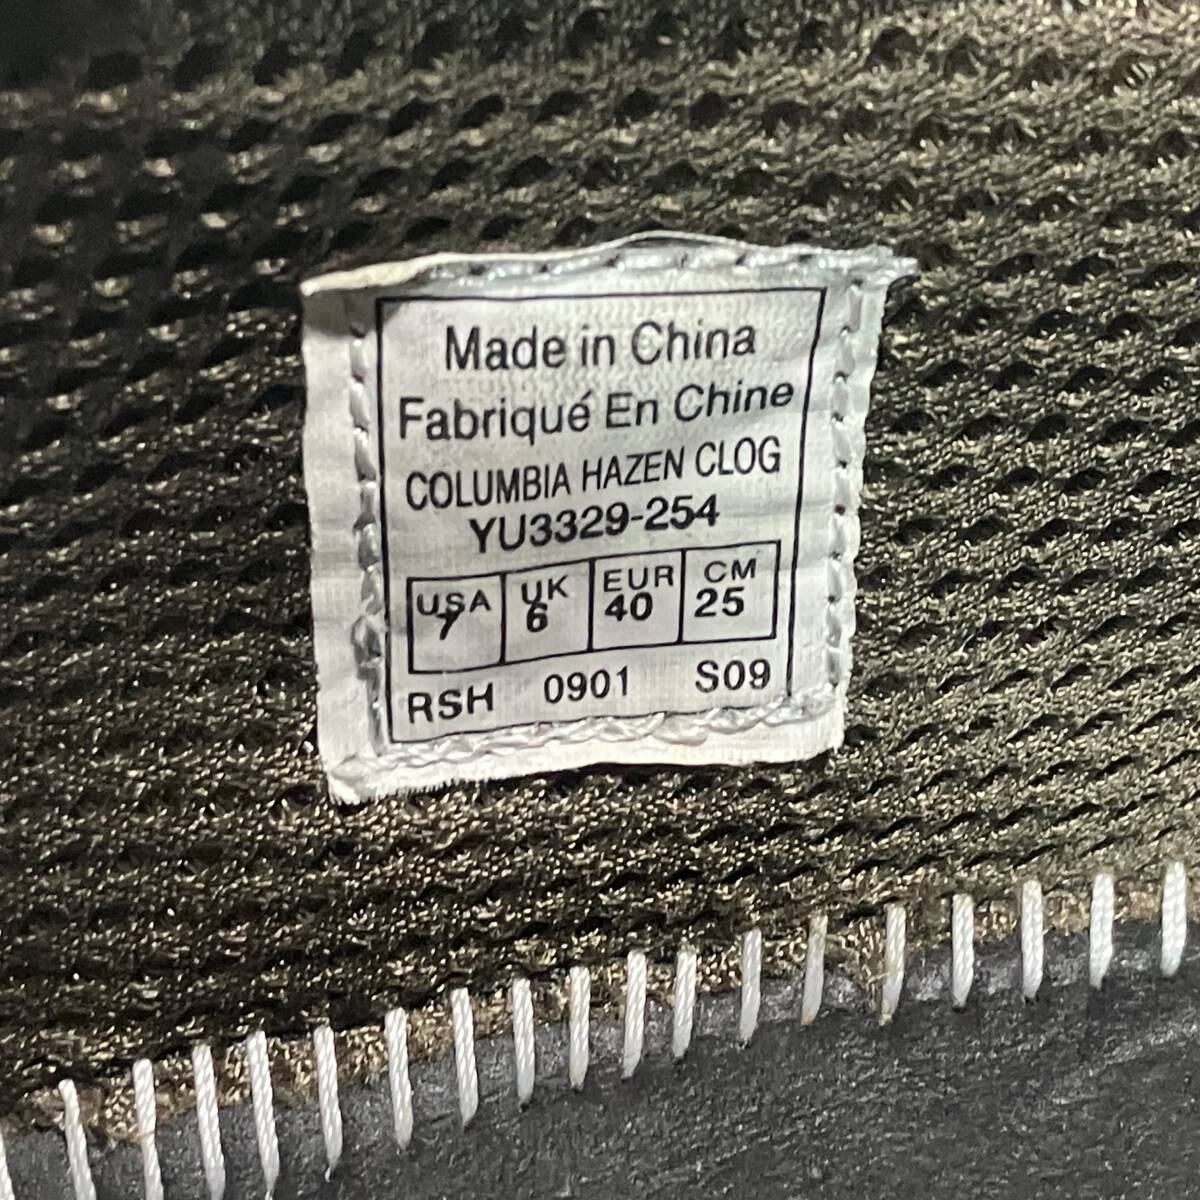 Made in China
Fabriqué En Chine
COLUMBIA HAZEN CLOG
YU3329-254
USA UK EUR CM
7 6 40 25
RSH 0901 S09